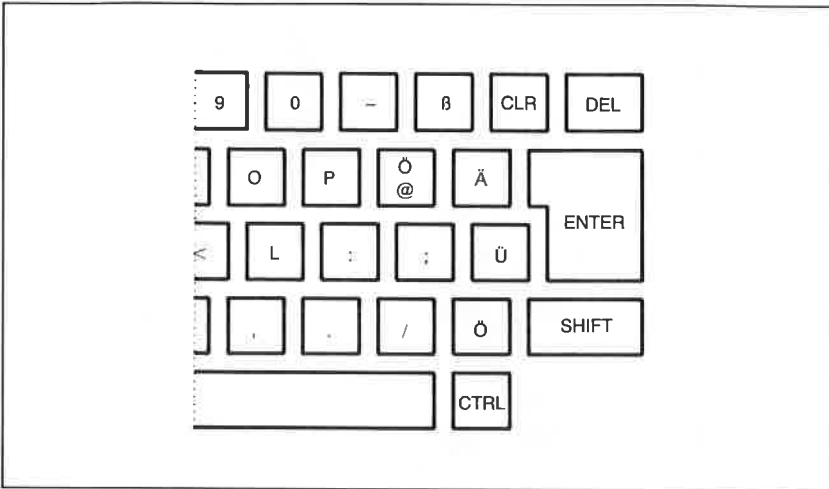 9 0 - ß CLR DEL
O P Ö @ Ä ENTER
< L : ; Ü
, . / Ö SHIFT
CTRL